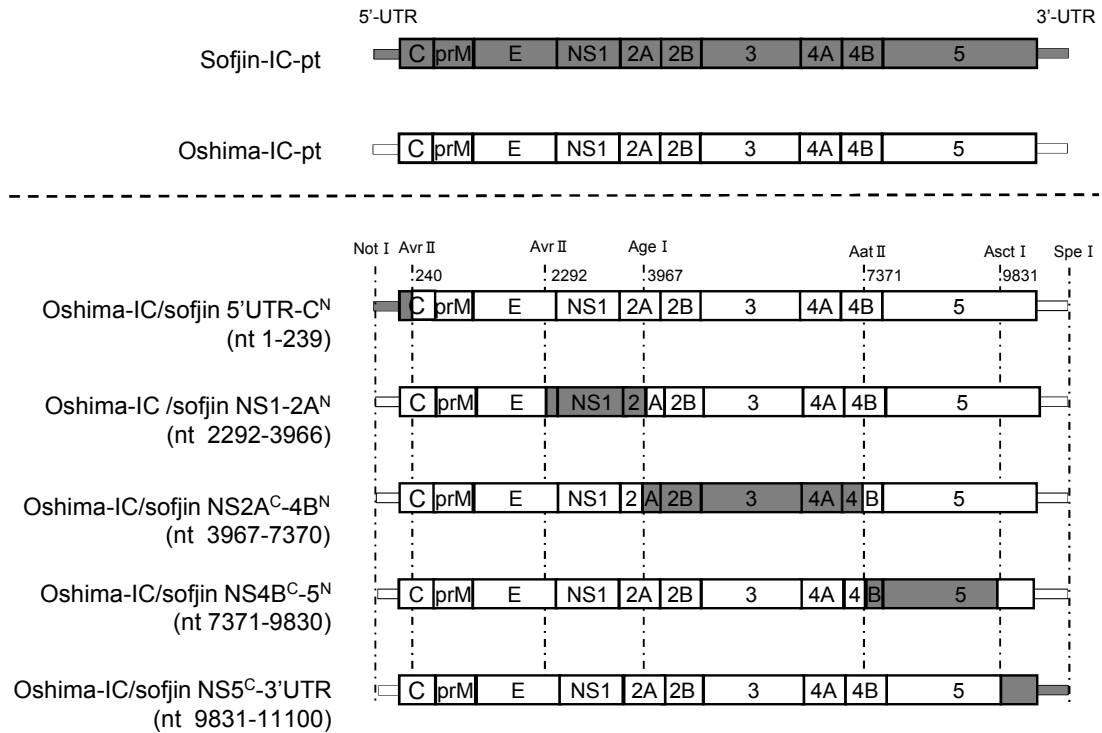 5'-UTR 3'-UTR
Sofjin-IC-pt C prM E NS1 2A 2B 3 4A 4B 5
Oshima-IC-pt C prM E NS1 2A 2B 3 4A 4B 5
Not I Avr II Avr II Age I Aat II Asct I Spe I
240 2292 3967 7371 9831
Oshima-IC/sofjin 5'UTR-C^N C prM E NS1 2A 2B 3 4A 4B 5
(nt 1-239)
Oshima-IC /sofjin NS1-2A^N C prM E NS1 2 A 2B 3 4A 4B 5
(nt 2292-3966)
Oshima-IC/sofjin NS2A^C-4B^N C prM E NS1 2 A 2B 3 4A 4 B 5
(nt 3967-7370)
Oshima-IC/sofjin NS4B^C-5^N C prM E NS1 2A 2B 3 4A 4 B 5
(nt 7371-9830)
Oshima-IC/sofjin NS5^C-3'UTR C prM E NS1 2A 2B 3 4A 4B 5
(nt 9831-11100)